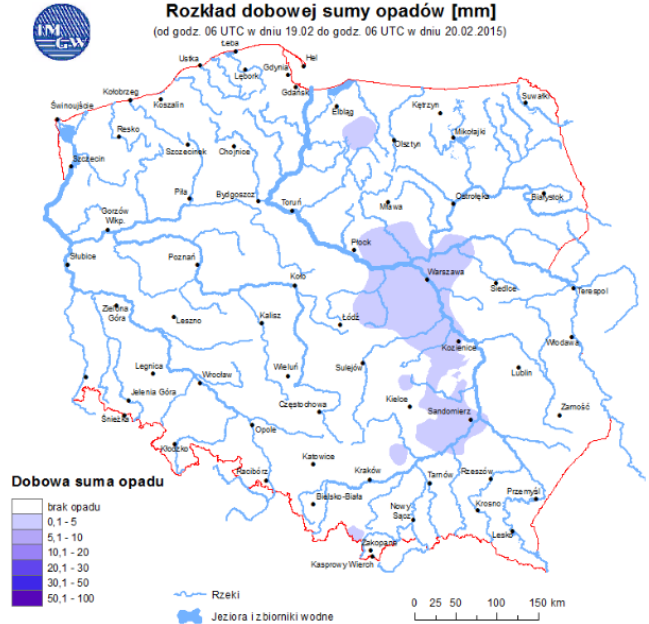 Rozkład dobowej sumy opadów [mm]
(od godz. 06 UTC w dniu 19.02 do godz. 06 UTC w dniu 20.02.2015)
IM
GW
Łeba
Hel
Ustka
Gdynia
Lębork
Gdańsk
Suwałki
Kołobrzeg
Koszalin
Elbląg
Kętrzyn
Świnoujście
Resko
Mikołajki
Olsztyn
Szczecinek
Chojnice
Szczecin
Piła
Bydgoszcz
Toruń
Mława
Ostrołęka
Białystok
Gorzów
Wlkp.
Płock
Słubice
Poznań
Koło
Warszawa
Siedlce
Terespol
Zielona
Góra
Leszno
Kalisz
Łódź
Kozienice
Włodawa
Legnica
Wrocław
Wieluń
Sulejów
Lublin
Jelenia Góra
Częstochowa
Kielce
Sandomierz
Zamość
Śnieżka
Opole
Kłodzko
Katowice
Racibórz
Kraków
Tarnów
Rzeszów
Przemyśl
Bielsko-Biała
Nowy
Sącz
Krosno
Lesko
Zakopane
Kasprowy Wierch
Dobowa suma opadu
brak opadu
0,1 - 5
5,1 - 10
10,1 - 20
20,1 - 30
30,1 - 50
50,1 - 100
Rzeki
Jeziora i zbiorniki wodne
0 25 50 100 150 km